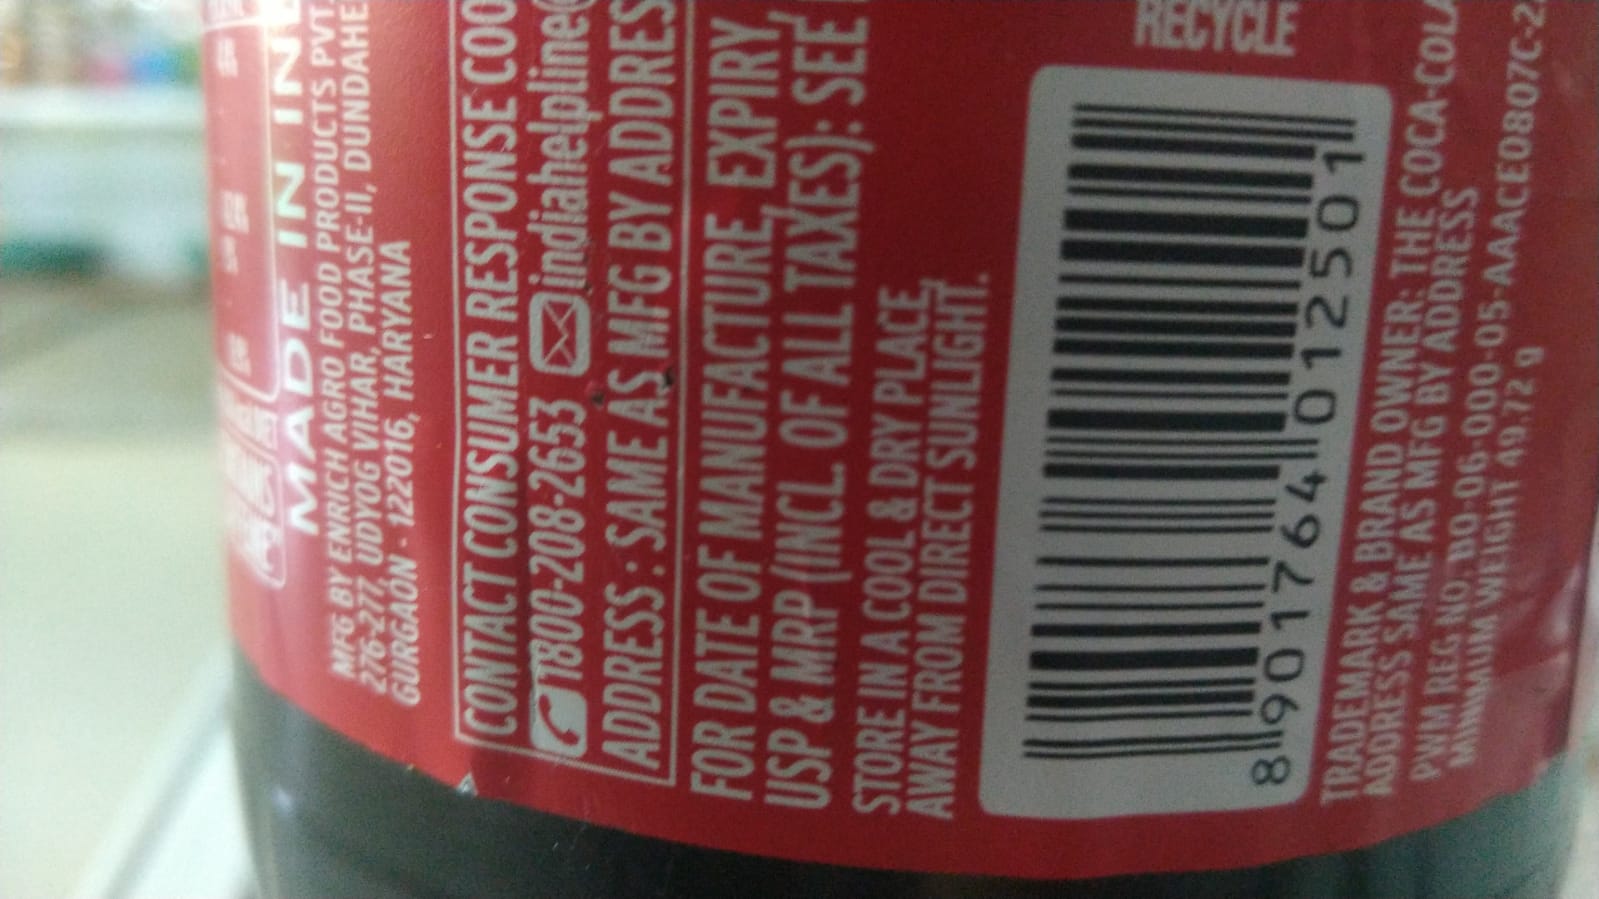 MADE IN IN
MFG BY ENRICH AGRO FOOD PRODUCTS PVT.
276-277, UDYOG VIHAR, PHASE-II, DUNDAHE
GURGAON - 122016, HARYANA
CONTACT CONSUMER RESPONSE COO
1800-208-2653 indiahelpline@
ADDRESS : SAME AS MFG BY ADDRES
FOR DATE OF MANUFACTURE, EXPIRY,
USP & MRP (INCL. OF ALL TAXES): SEE
STORE IN A COOL & DRY PLACE,
AWAY FROM DIRECT SUNLIGHT.
RECYCLE
8 901764 012501
TRADEMARK & BRAND OWNER: THE COCA-COLA
ADDRESS SAME AS MFG BY ADDRESS
PWM REG NO. BO-06-000-05-AAACE0807C-2
MINIMUM WEIGHT 49.72 g